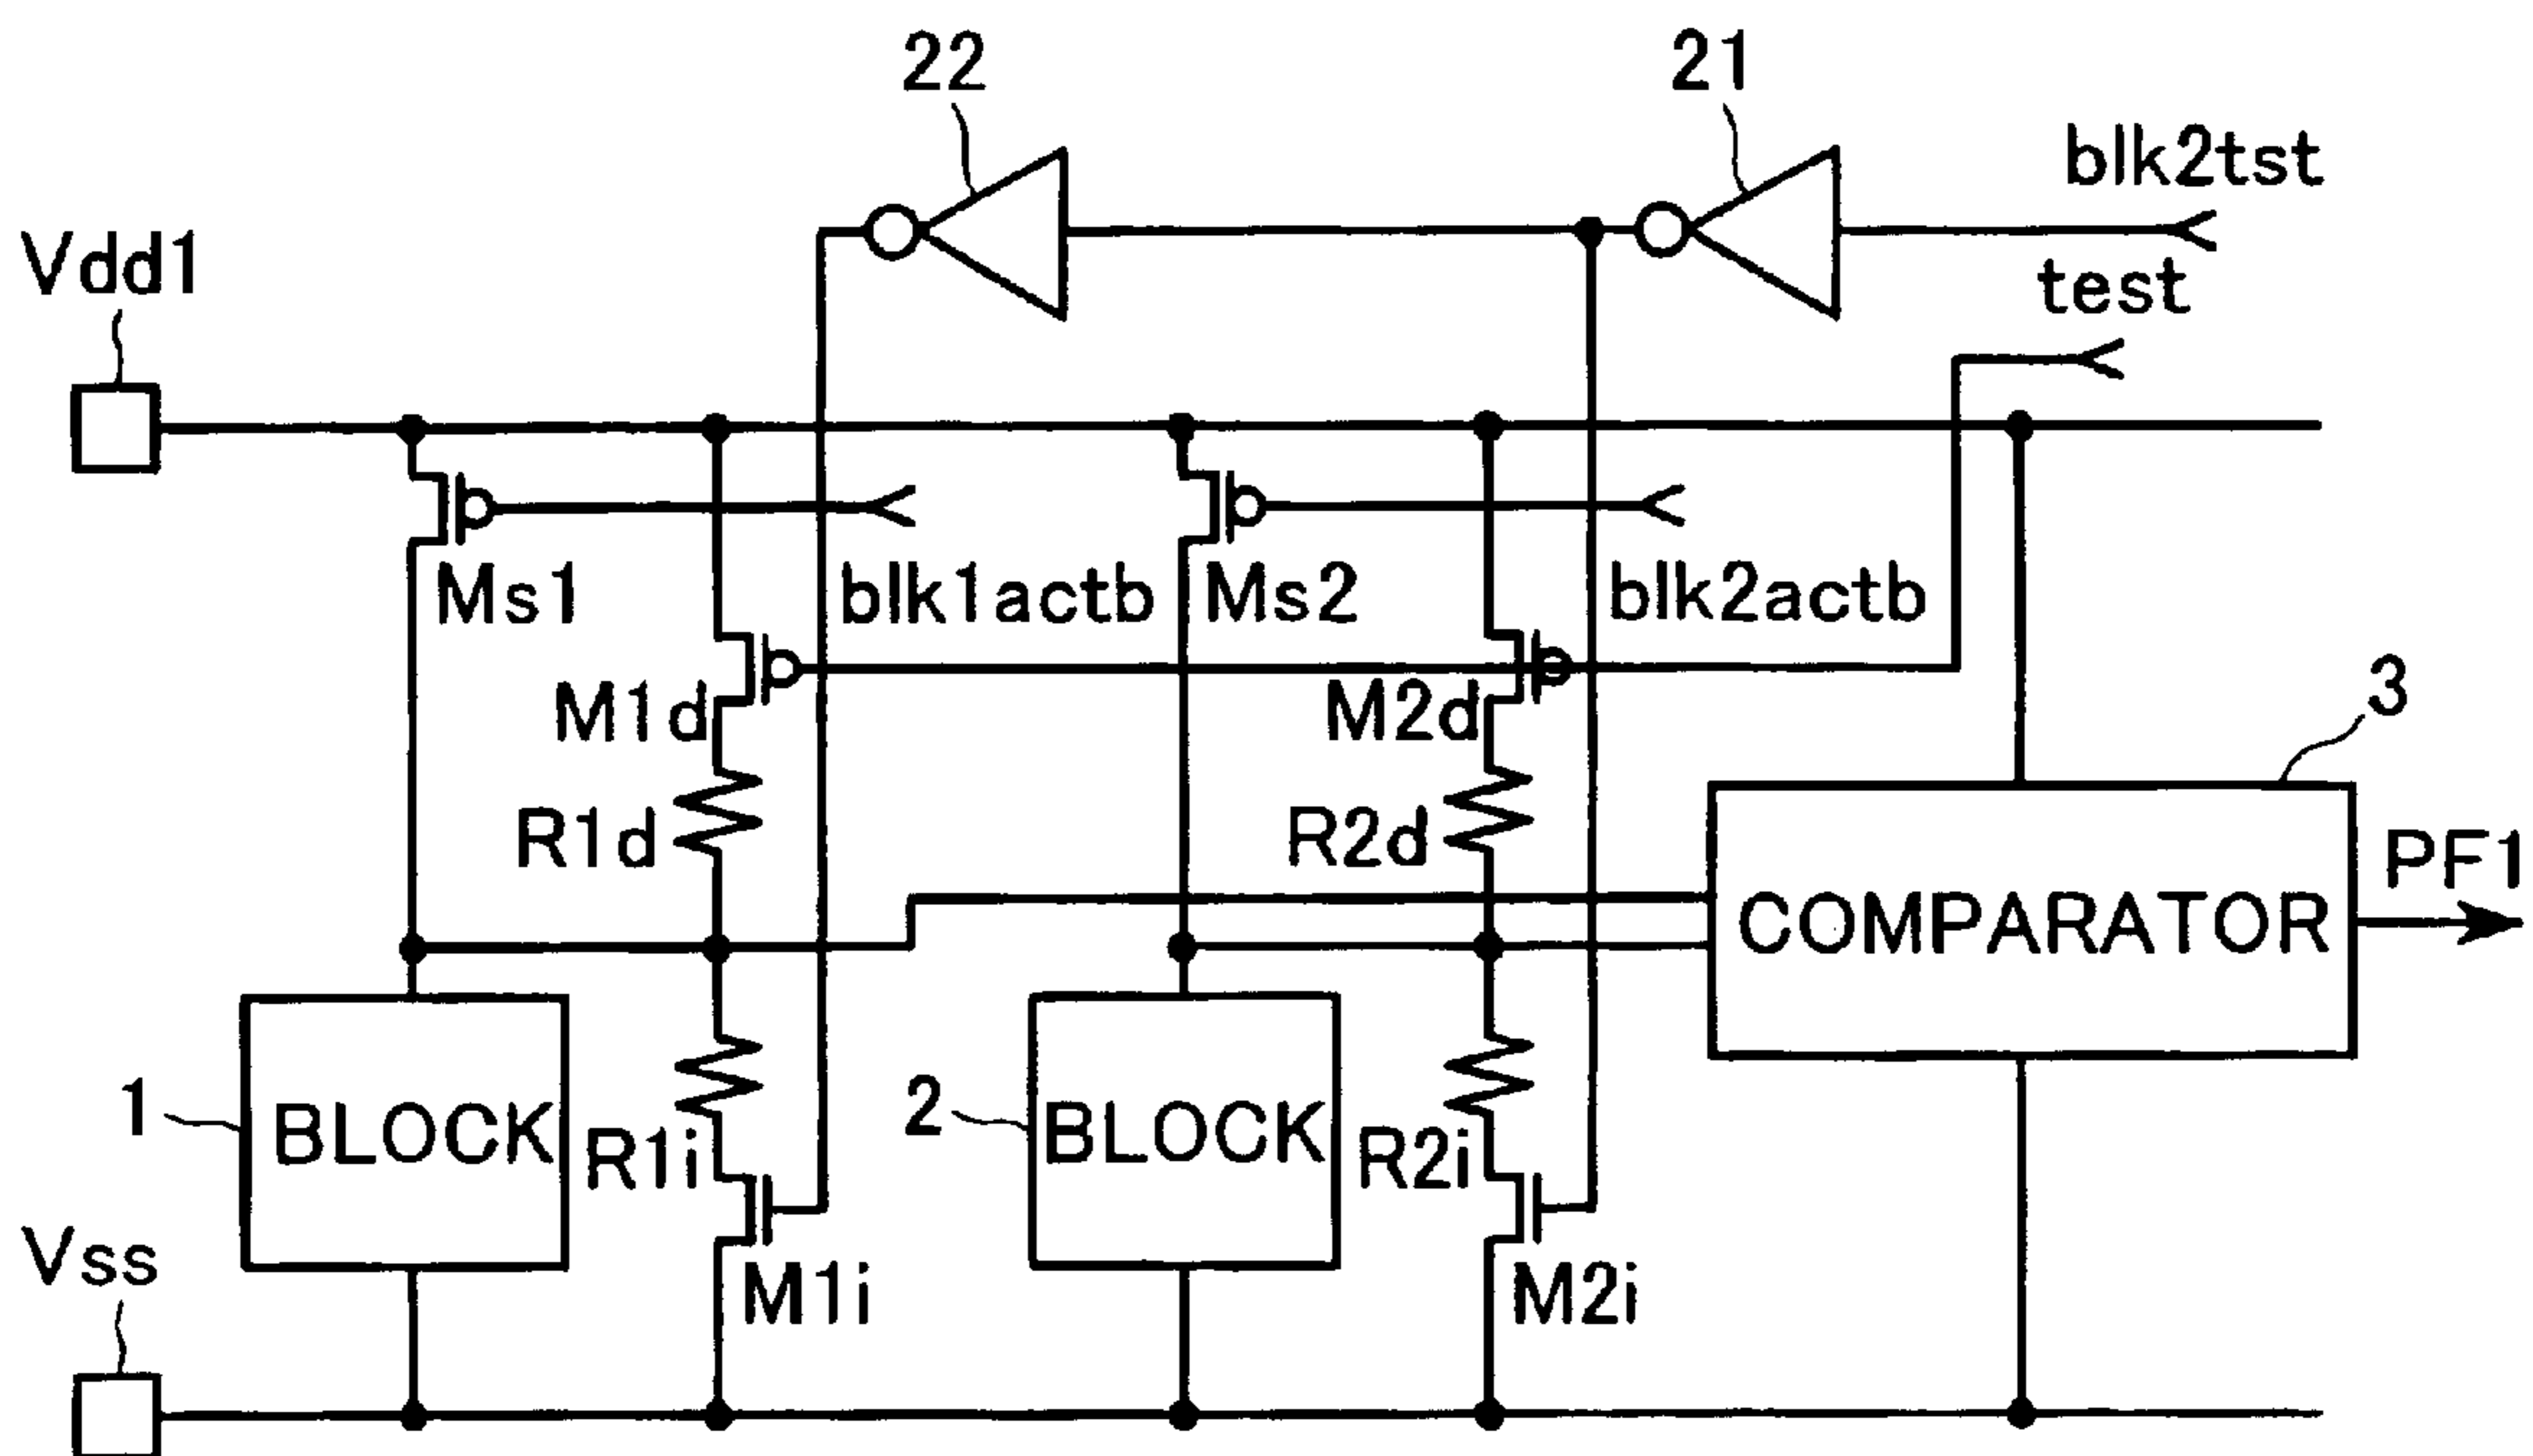 22
21
blk2tst
Vdd1
test
Ms1
blk1actb
Ms2
blk2actb
M1d
M2d
3
R1d
R2d
PF1
COMPARATOR
1
BLOCK
R1i
2
BLOCK
R2i
Vss
M1i
M2i